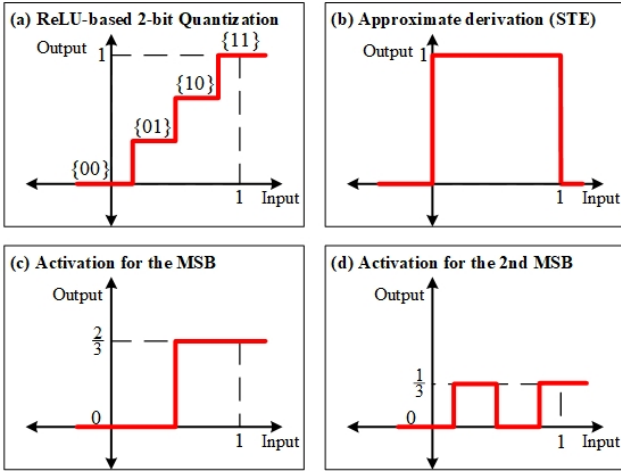 (a) ReLU-based 2-bit Quantization
Output
1
{11}
{10}
{01}
{00}
1
Input
(b) Approximate derivation (STE)
Output
1
1
Input
(c) Activation for the MSB
Output
2/3
0
1
Input
(d) Activation for the 2nd MSB
Output
1/3
0
1
Input